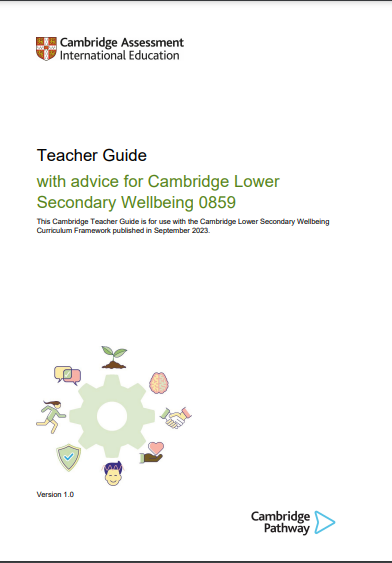 Cambridge Assessment
International Education
Teacher Guide
with advice for Cambridge Lower
Secondary Wellbeing 0859
This Cambridge Teacher Guide is for use with the Cambridge Lower Secondary Wellbeing
Curriculum Framework published in September 2023.
Version 1.0
Cambridge
Pathway